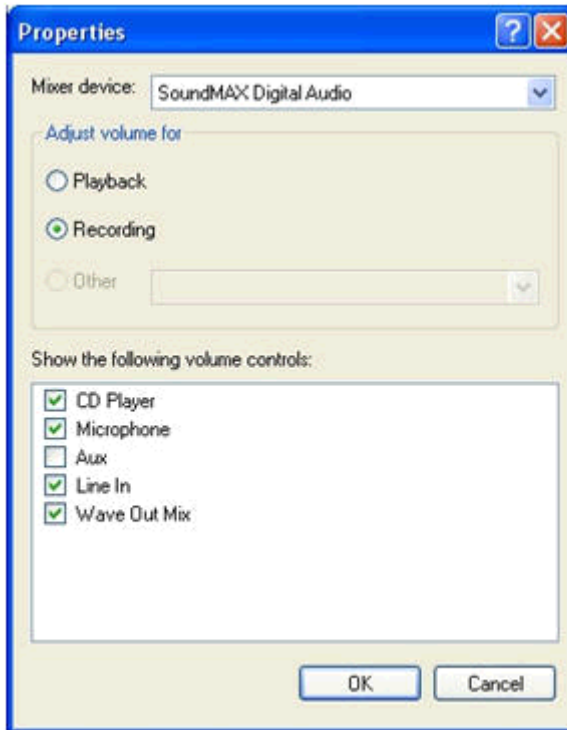 Properties
Mixer device: SoundMAX Digital Audio
Adjust volume for
Playback
Recording
Other
Show the following volume controls:
CD Player
Microphone
Aux
Line In
Wave Out Mix
OK Cancel